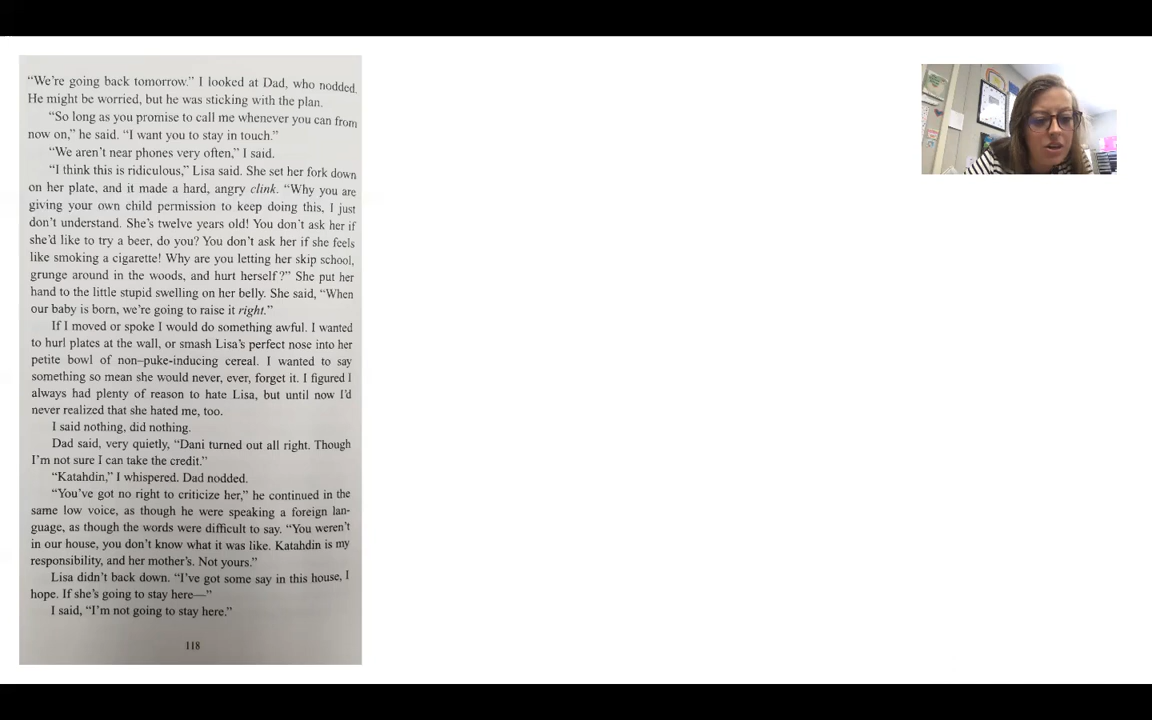 “We’re going back tomorrow.” I looked at Dad, who nodded.
He might be worried, but he was sticking with the plan.
“So long as you promise to call me whenever you can from
now on,” he said. “I want you to stay in touch.”
“We aren’t near phones very often,” I said.
“I think this is ridiculous,” Lisa said. She set her fork down
on her plate, and it made a hard, angry clink. “Why you are
giving your own child permission to keep doing this, I just
don’t understand. She’s twelve years old! You don’t ask her if
she’d like to try a beer, do you? You don’t ask her if she feels
like smoking a cigarette! Why are you letting her skip school,
grunge around in the woods, and hurt herself?” She put her
hand to the little stupid swelling on her belly. She said, “When
our baby is born, we’re going to raise it right.”
If I moved or spoke I would do something awful. I wanted
to hurl plates at the wall, or smash Lisa’s perfect nose into her
petite bowl of non–puke-inducing cereal. I wanted to say
something so mean she would never, ever, forget it. I figured I
always had plenty of reason to hate Lisa, but until now I’d
never realized that she hated me, too.
I said nothing, did nothing.
Dad said, very quietly, “Dani turned out all right. Though
I’m not sure I can take the credit.”
“Katahdin,” I whispered. Dad nodded.
“You’ve got no right to criticize her,” he continued in the
same low voice, as though he were speaking a foreign lan-
guage, as though the words were difficult to say. “You weren’t
in our house, you don’t know what it was like. Katahdin is my
responsibility, and her mother’s. Not yours.”
Lisa didn’t back down. “I’ve got some say in this house, I
hope. If she’s going to stay here—”
I said, “I’m not going to stay here.”
118